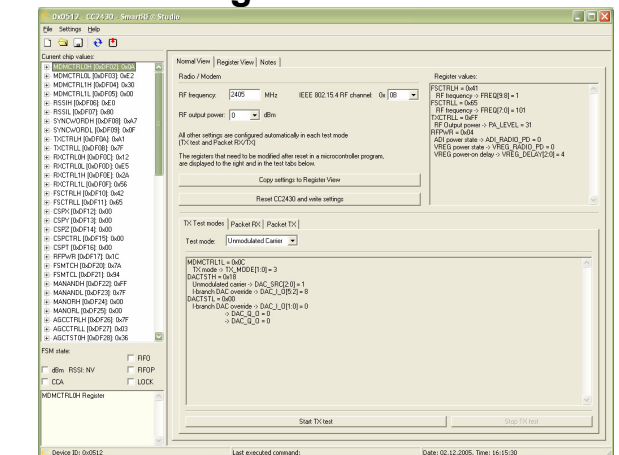 0x0512 - CC2430 - SmartRF® Studio
File Settings Help
Current chip values:
MDMCTRL0H [0xDF02]: 0x0A
MDMCTRL0L [0xDF03]: 0xE2
MDMCTRL1H [0xDF04]: 0x30
MDMCTRL1L [0xDF05]: 0x00
RSSIH [0xDF06]: 0xE0
RSSIL [0xDF07]: 0x80
SYNCWORDH [0xDF08]: 0xA7
SYNCWORDL [0xDF09]: 0x0F
TXCTRLH [0xDF0A]: 0xA1
TXCTRLL [0xDF0B]: 0x7F
RXCTRL0H [0xDF0C]: 0x12
RXCTRL0L [0xDF0D]: 0xE5
RXCTRL1H [0xDF0E]: 0x2A
RXCTRL1L [0xDF0F]: 0x56
FSCTRLH [0xDF10]: 0x42
FSCTRLL [0xDF11]: 0x65
CSPX [0xDF12]: 0x00
CSPY [0xDF13]: 0x00
CSPZ [0xDF14]: 0x00
CSPCTRL [0xDF15]: 0x00
CSPT [0xDF16]: 0x00
RFPWR [0xDF17]: 0x1C
FSMTCH [0xDF20]: 0x7A
FSMTCL [0xDF21]: 0x94
MANANDH [0xDF22]: 0xFF
MANANDL [0xDF23]: 0x7F
MANORH [0xDF24]: 0x00
MANORL [0xDF25]: 0x00
AGCCTRLH [0xDF26]: 0x7F
AGCCTRLL [0xDF27]: 0x03
AGCTST0H [0xDF28]: 0x36
FSM state:
FIFO
dBm RSSI: NV FIFOP
CCA LOCK
MDMCTRL0H Register
Normal View Register View Notes
Radio / Modem
RF frequency: 2405 MHz IEEE 802.15.4 RF channel: 0x 0B
RF output power: 0 dBm
All other settings are configured automatically in each test mode
(TX test and Packet RX/TX)
The registers that need to be modified after reset in a microcontroller program,
are displayed to the right and in the test tabs below.
Copy settings to Register View
Reset CC2430 and write settings
Register values:
FSCTRLH = 0x41
RF frequency -> FREQ[9:8] = 1
FSCTRLL = 0x65
RF frequency -> FREQ[7:0] = 101
TXCTRLL = 0xFF
RF Output power -> PA_LEVEL = 31
RFPWR = 0x04
ADI power state -> ADI_RADIO_PD = 0
VREG power state -> VREG_RADIO_PD = 0
VREG power-on delay -> VREG_DELAY[2:0] = 4
TX Test modes Packet RX Packet TX
Test mode: Unmodulated Carrier
MDMCTRL1L = 0x0C
TX mode -> TX_MODE[1:0] = 3
DACTSTH = 0x18
Unmodulated carrier -> DAC_SRC[2:0] = 1
I-branch DAC override -> DAC_I_O[5:2] = 8
DACTSTL = 0x00
I-branch DAC override -> DAC_I_O[1:0] = 0
-> DAC_Q_O = 0
-> DAC_Q_O = 0
Start TX test Stop TX test
Device ID: 0x0512 Last executed command: Date: 02.12.2005, Time: 16:15:30